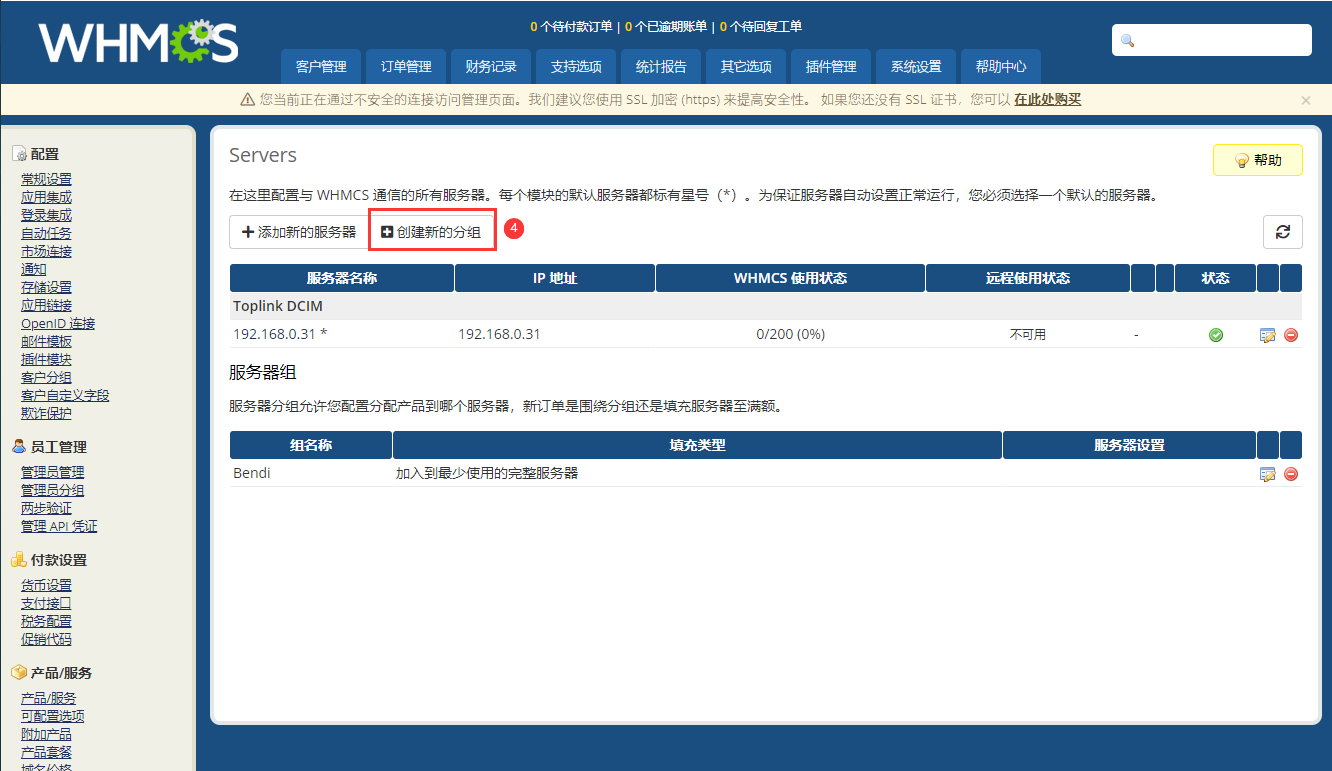 WHMCS
0 个待付款订单 | 0 个已逾期账单 | 0 个待回复工单
客户管理 订单管理 财务记录 支持选项 统计报告 其它选项 插件管理 系统设置 帮助中心
您当前正在通过不安全的连接访问管理页面。我们建议您使用 SSL 加密 (https) 来提高安全性。 如果您还没有 SSL 证书，您可以 在此处购买 ×
配置
常规设置
应用集成
登录集成
自动任务
市场连接
通知
存储设置
应用链接
OpenID 连接
邮件模板
插件模块
客户分组
客户自定义字段
欺诈保护
员工管理
管理员管理
管理员分组
两步验证
管理 API 凭证
付款设置
货币设置
支付接口
税务配置
促销代码
产品/服务
产品/服务
可配置选项
附加产品
产品套餐
域名价格
Servers
帮助
在这里配置与 WHMCS 通信的所有服务器。每个模块的默认服务器都标有星号（*）。为保证服务器自动设置正常运行，您必须选择一个默认的服务器。
添加新的服务器 创建新的分组 4
服务器名称 IP 地址 WHMCS 使用状态 远程使用状态 状态
Toplink DCIM
192.168.0.31 * 192.168.0.31 0/200 (0%) 不可用 -
服务器组
服务器分组允许您配置分配产品到哪个服务器，新订单是围绕分组还是填充服务器至满额。
组名称 填充类型 服务器设置
Bendi 加入到最少使用的完整服务器